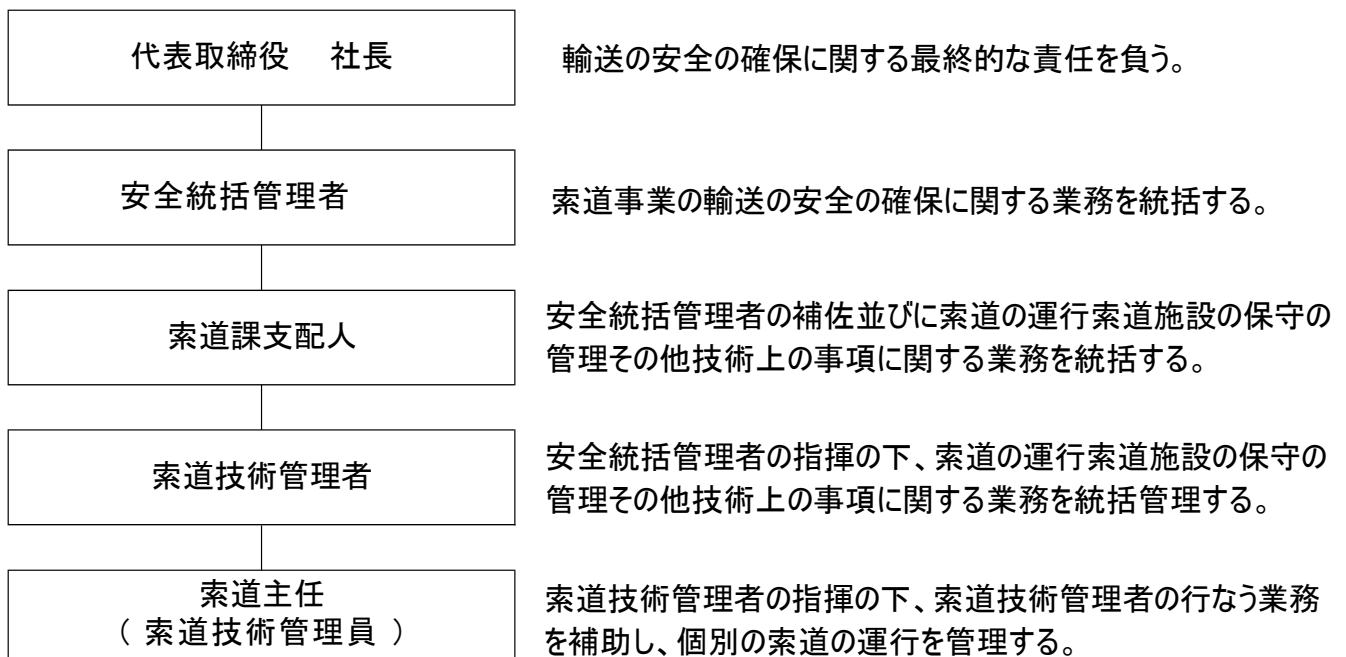 代表取締役　社長
輸送の安全の確保に関する最終的な責任を負う。
安全統括管理者
索道事業の輸送の安全の確保に関する業務を統括する。
索道課支配人
安全統括管理者の補佐並びに索道の運行索道施設の保守の
管理その他技術上の事項に関する業務を統括する。
索道技術管理者
安全統括管理者の指揮の下、索道の運行索道施設の保守の
管理その他技術上の事項に関する業務を統括管理する。
索道主任
（ 索道技術管理員 ）
索道技術管理者の指揮の下、索道技術管理者の行なう業務
を補助し、個別の索道の運行を管理する。